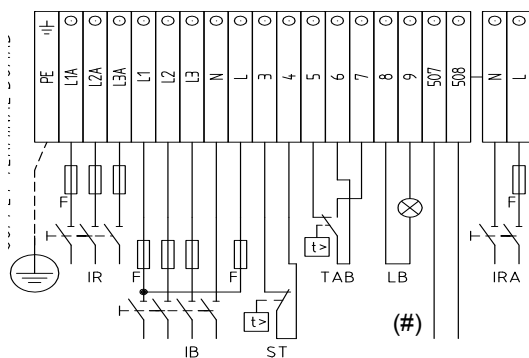 PE L1A L2A L3A L1 L2 L3 N L 3 4 5 6 7 8 9 507 508 N L
F F F F
IR TAB LB IRA
t>
t>
IB ST (#)